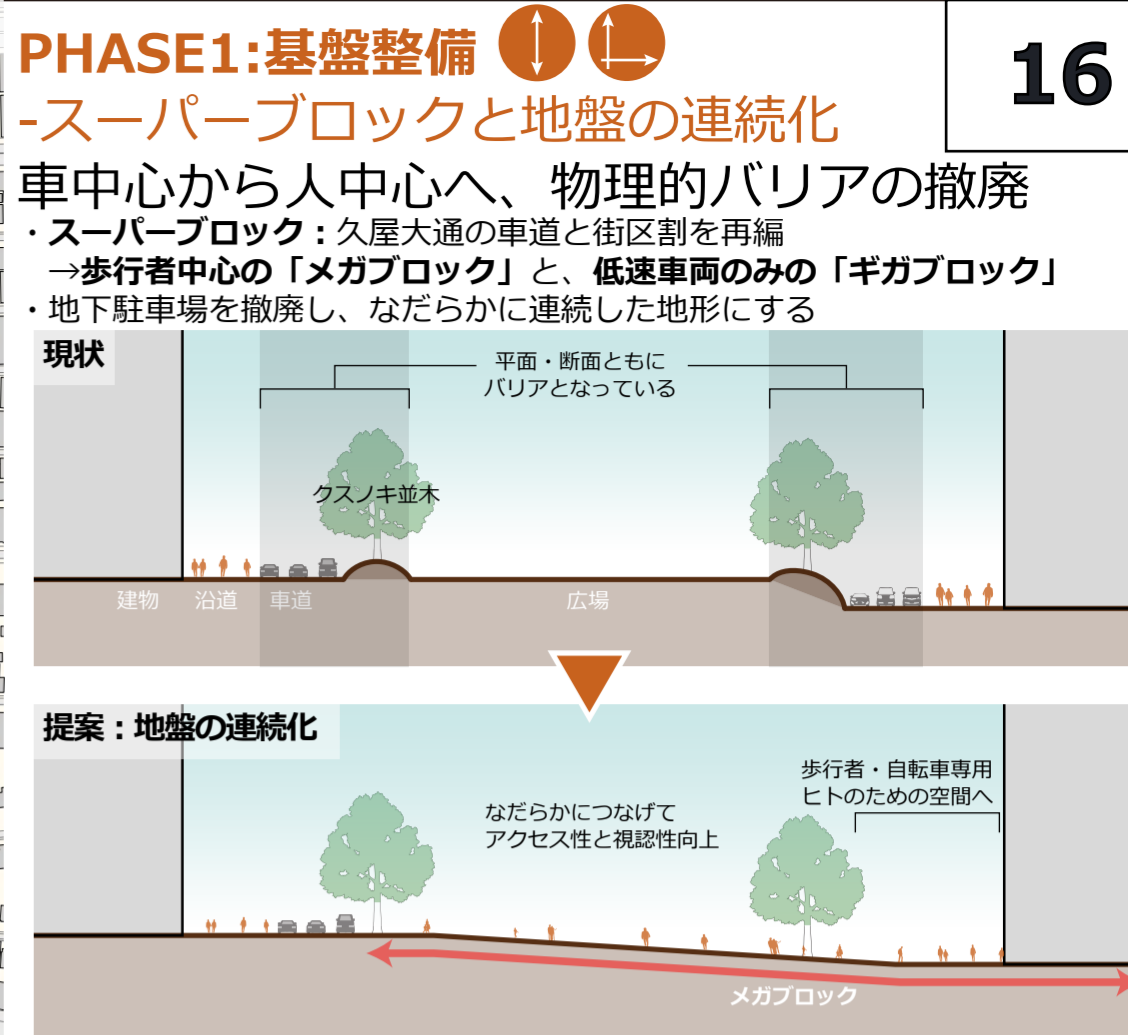 PHASE1:基盤整備
16
-スーパーブロックと地盤の連続化
車中心から人中心へ、物理的バリアの撤廃
・スーパーブロック：久屋大通の車道と街区割を再編
→歩行者中心の「メガブロック」と、低速車両のみの「ギガブロック」
・地下駐車場を撤廃し、なだらかに連続した地形にする
現状
平面・断面ともに
バリアとなっている
クスノキ並木
建物 沿道 車道 広場
提案：地盤の連続化
歩行者・自転車専用
ヒトのための空間へ
なだらかにつなげて
アクセス性と視認性向上
メガブロック